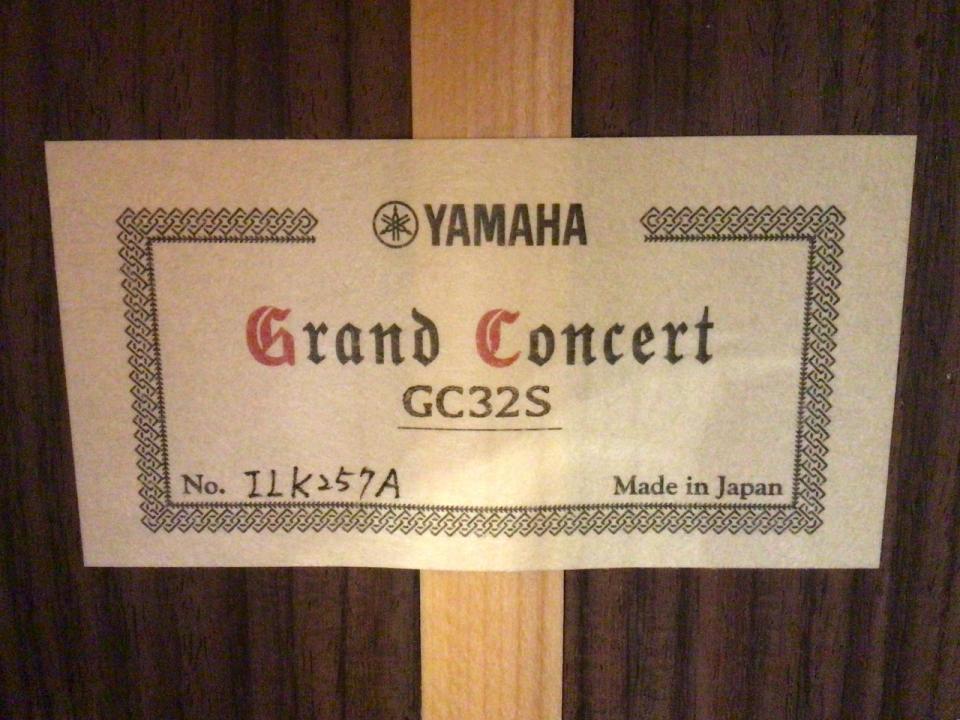 YAMAHA
Grand Concert
GC32S
No. ILK257A
Made in Japan